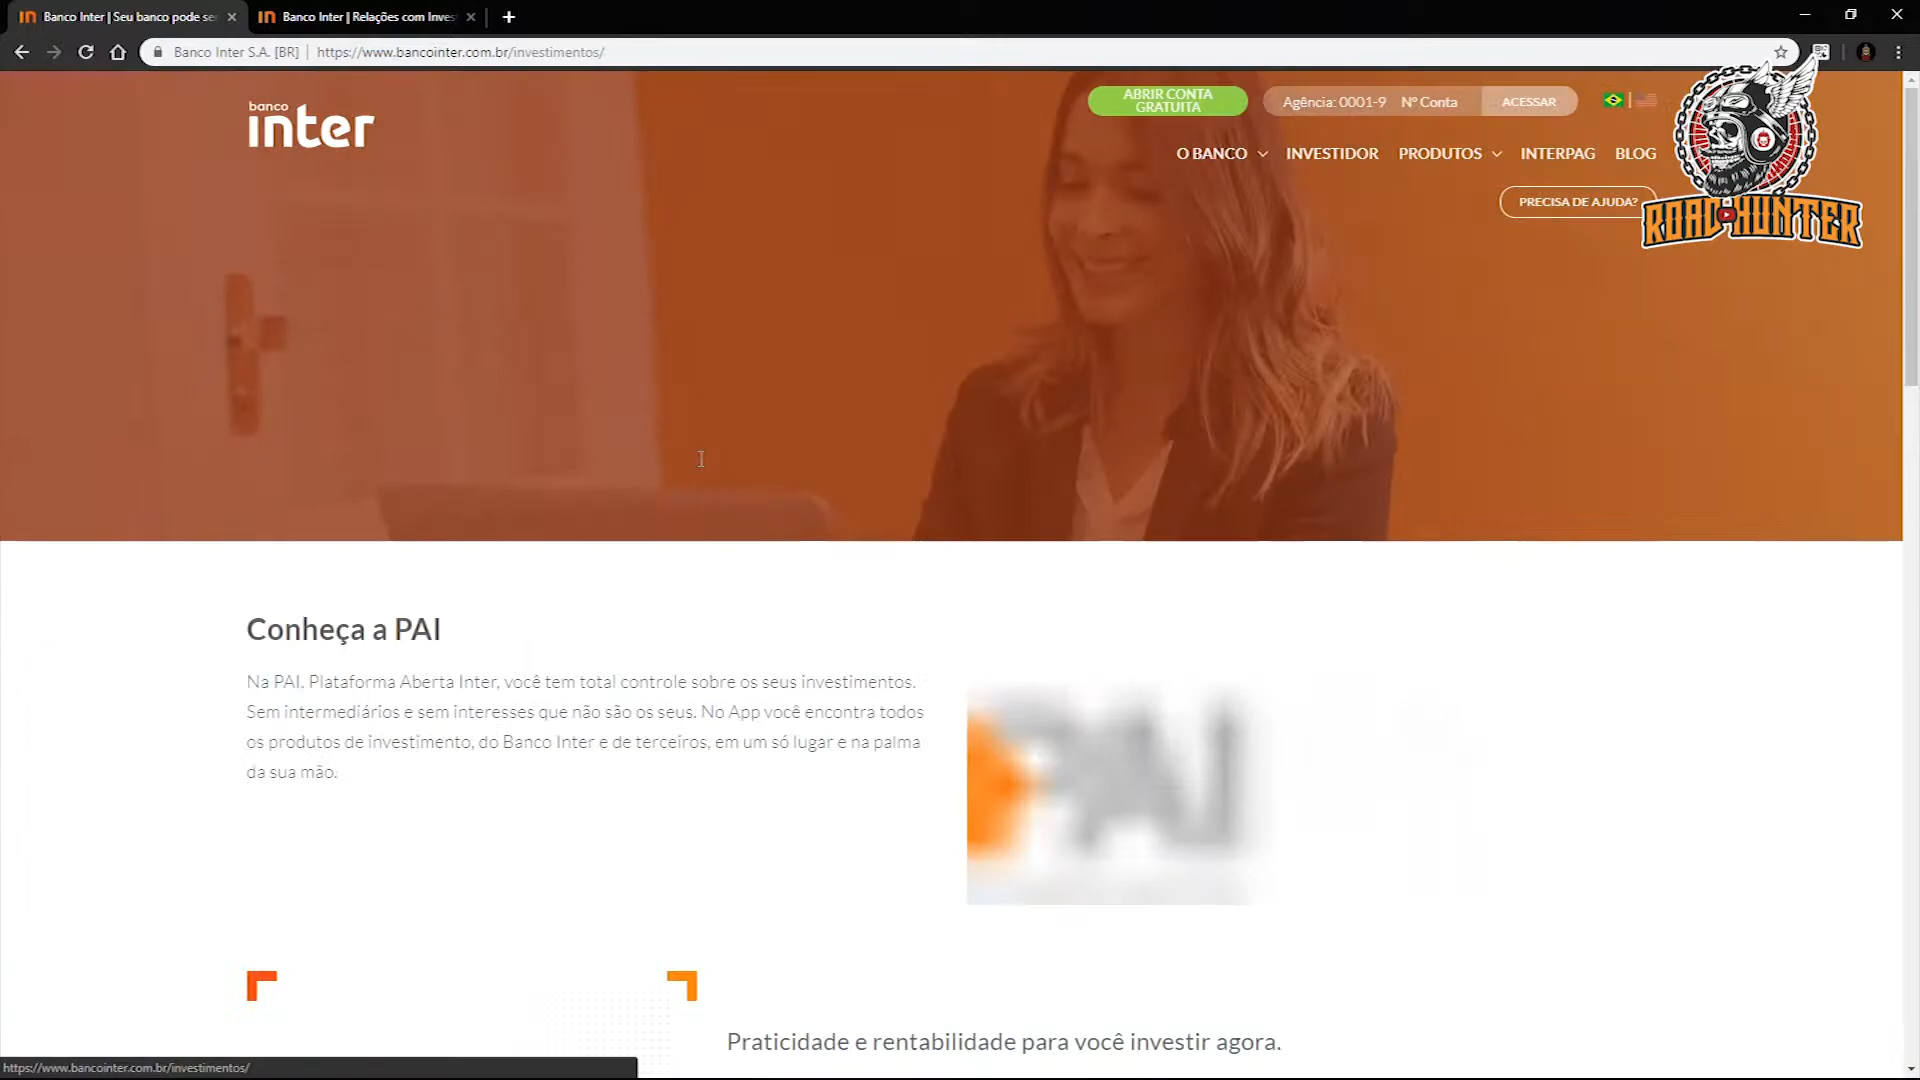 Banco Inter | Seu banco pode ser
Banco Inter | Relações com Inves
Banco Inter S.A. [BR] | https://www.bancointer.com.br/investimentos/
banco
inter
ABRIR CONTA
GRATUITA
Agência: 0001-9 Nº Conta ACESSAR
O BANCO INVESTIDOR PRODUTOS INTERPAG BLOG
PRECISA DE AJUDA?
ROAD HUNTER
Conheça a PAI
Na PAI, Plataforma Aberta Inter, você tem total controle sobre os seus investimentos.
Sem intermediários e sem interesses que não são os seus. No App você encontra todos
os produtos de investimento, do Banco Inter e de terceiros, em um só lugar e na palma
da sua mão.
PAI
Praticidade e rentabilidade para você investir agora.
https://www.bancointer.com.br/investimentos/